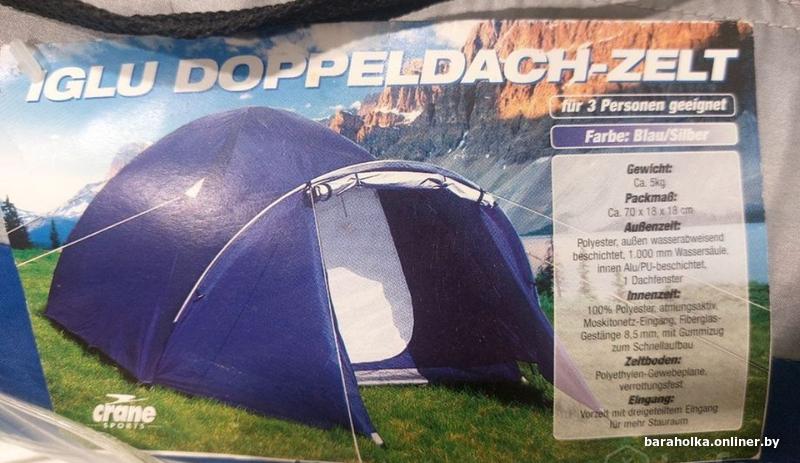 IGLU DOPPELDACH-ZELT
für 3 Personen geeignet
Farbe: Blau/Silber
Gewicht:
Ca. 5kg
Packmaß:
Ca. 70 x 18 x 18 cm
Außenzelt:
Polyester, außen wasserabweisend
beschichtet, 1.000 mm Wassersäule,
innen Alu/PU-beschichtet,
1 Dachfenster
Innenzelt:
100% Polyester, atmungsaktiv,
Moskitonetz-Eingang, Fiberglas-
Gestänge 8,5 mm, mit Gummizug
zum Schnellaufbau
Zeltboden:
Polyethylen-Gewebeplane,
verrottungsfest
Eingang:
Vorzelt mit dreigeteiltem Eingang
für mehr Stauraum
crane
SPORTS
baraholka.onliner.by